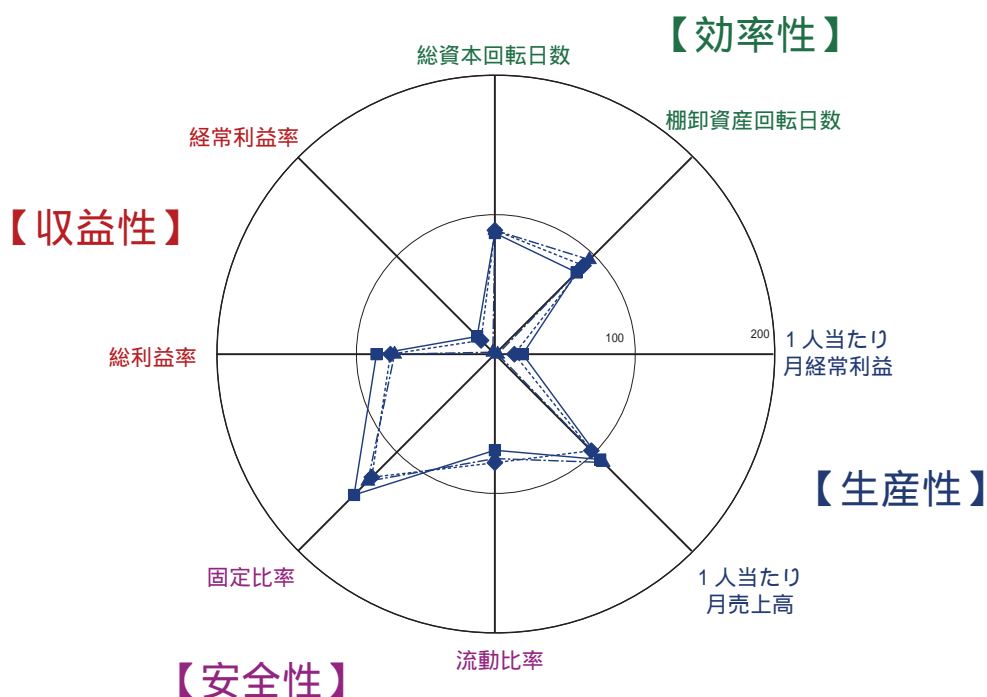 【効率性】
総資本回転日数
棚卸資産回転日数
経常利益率
【収益性】
100
200
1人当たり
月経常利益
総利益率
【生産性】
固定比率
1人当たり
月売上高
流動比率
【安全性】